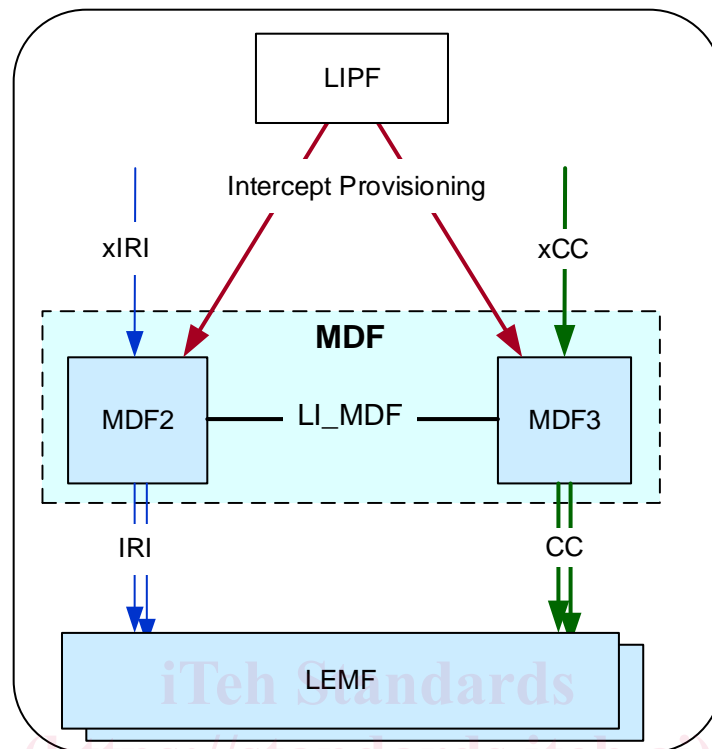 LIPF
Intercept Provisioning
xIRI
xCC
MDF
MDF2
LI_MDF
MDF3
IRI
CC
iTeh Standards
LEMF